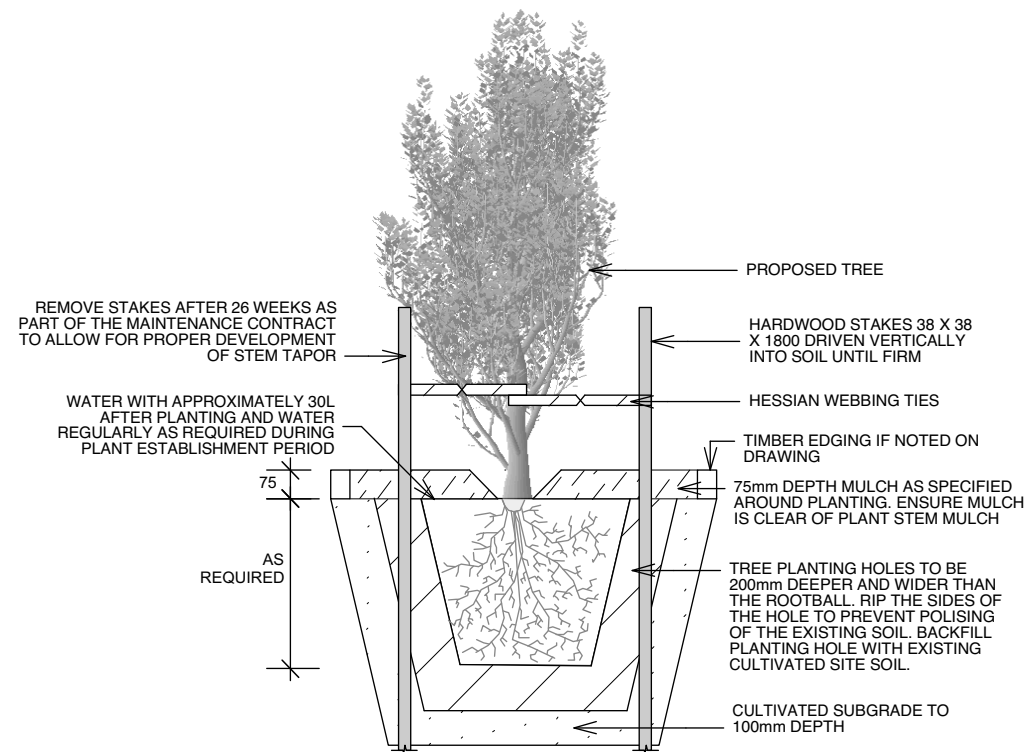 REMOVE STAKES AFTER 26 WEEKS AS
PART OF THE MAINTENANCE CONTRACT
TO ALLOW FOR PROPER DEVELOPMENT
OF STEM TAPOR
WATER WITH APPROXIMATELY 30L
AFTER PLANTING AND WATER
REGULARLY AS REQUIRED DURING
PLANT ESTABLISHMENT PERIOD
75
AS
REQUIRED
PROPOSED TREE
HARDWOOD STAKES 38 X 38
X 1800 DRIVEN VERTICALLY
INTO SOIL UNTIL FIRM
HESSIAN WEBBING TIES
TIMBER EDGING IF NOTED ON
DRAWING
75mm DEPTH MULCH AS SPECIFIED
AROUND PLANTING. ENSURE MULCH
IS CLEAR OF PLANT STEM MULCH
TREE PLANTING HOLES TO BE
200mm DEEPER AND WIDER THAN
THE ROOTBALL. RIP THE SIDES OF
THE HOLE TO PREVENT POLISING
OF THE EXISTING SOIL. BACKFILL
PLANTING HOLE WITH EXISTING
CULTIVATED SITE SOIL.
CULTIVATED SUBGRADE TO
100mm DEPTH